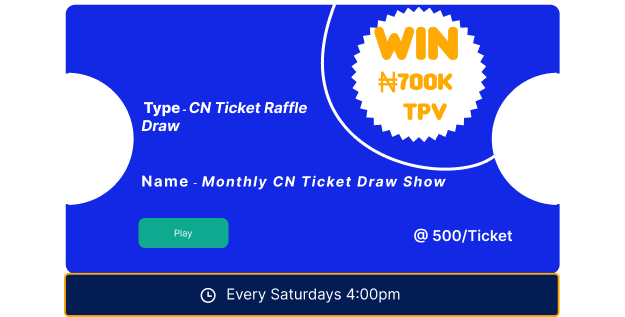 WIN
₦700K
TPV
Type - CN Ticket Raffle
Draw
Name - Monthly CN Ticket Draw Show
Play
@ 500/Ticket
Every Saturdays 4:00pm